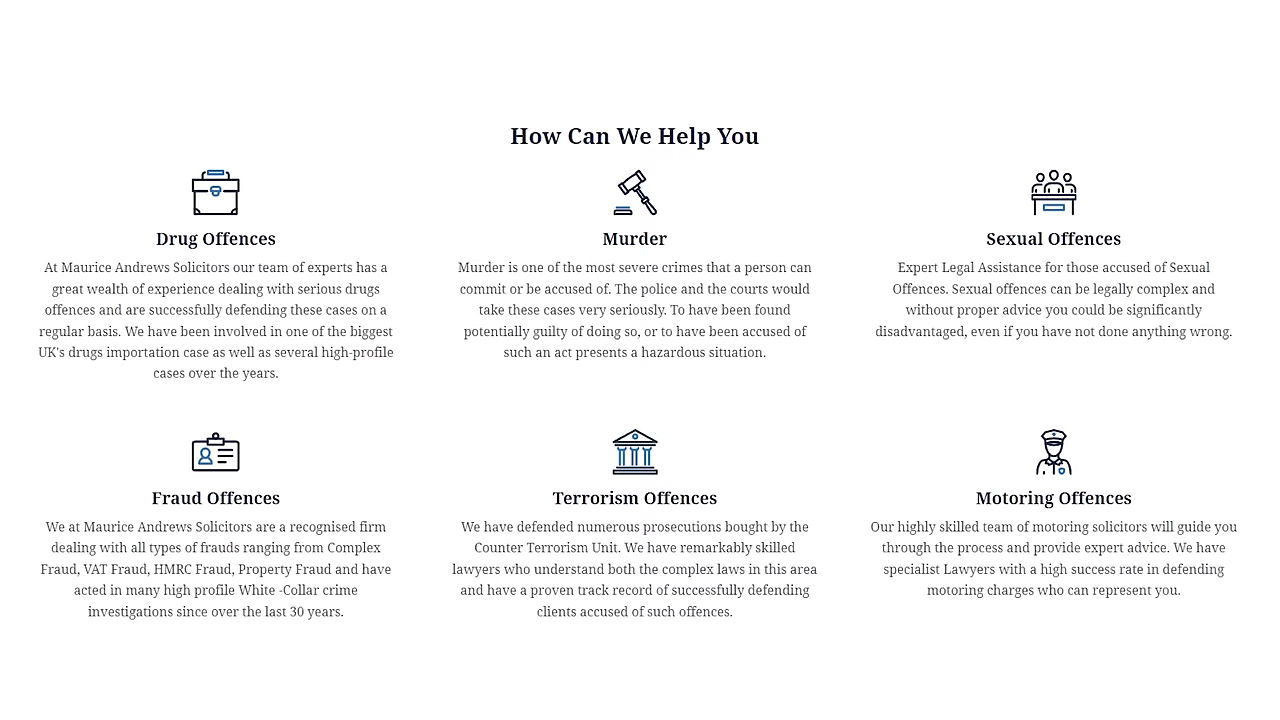 How Can We Help You
Drug Offences
At Maurice Andrews Solicitors our team of experts has a
great wealth of experience dealing with serious drugs
offences and are successfully defending these cases on a
regular basis. We have been involved in one of the biggest
UK's drugs importation case as well as several high-profile
cases over the years.
Murder
Murder is one of the most severe crimes that a person can
commit or be accused of. The police and the courts would
take these cases very seriously. To have been found
potentially guilty of doing so, or to have been accused of
such an act presents a hazardous situation.
Sexual Offences
Expert Legal Assistance for those accused of Sexual
Offences. Sexual offences can be legally complex and
without proper advice you could be significantly
disadvantaged, even if you have not done anything wrong.
Fraud Offences
We at Maurice Andrews Solicitors are a recognised firm
dealing with all types of frauds ranging from Complex
Fraud, VAT Fraud, HMRC Fraud, Property Fraud and have
acted in many high profile White -Collar crime
investigations since over the last 30 years.
Terrorism Offences
We have defended numerous prosecutions bought by the
Counter Terrorism Unit. We have remarkably skilled
lawyers who understand both the complex laws in this area
and have a proven track record of successfully defending
clients accused of such offences.
Motoring Offences
Our highly skilled team of motoring solicitors will guide you
through the process and provide expert advice. We have
specialist Lawyers with a high success rate in defending
motoring charges who can represent you.